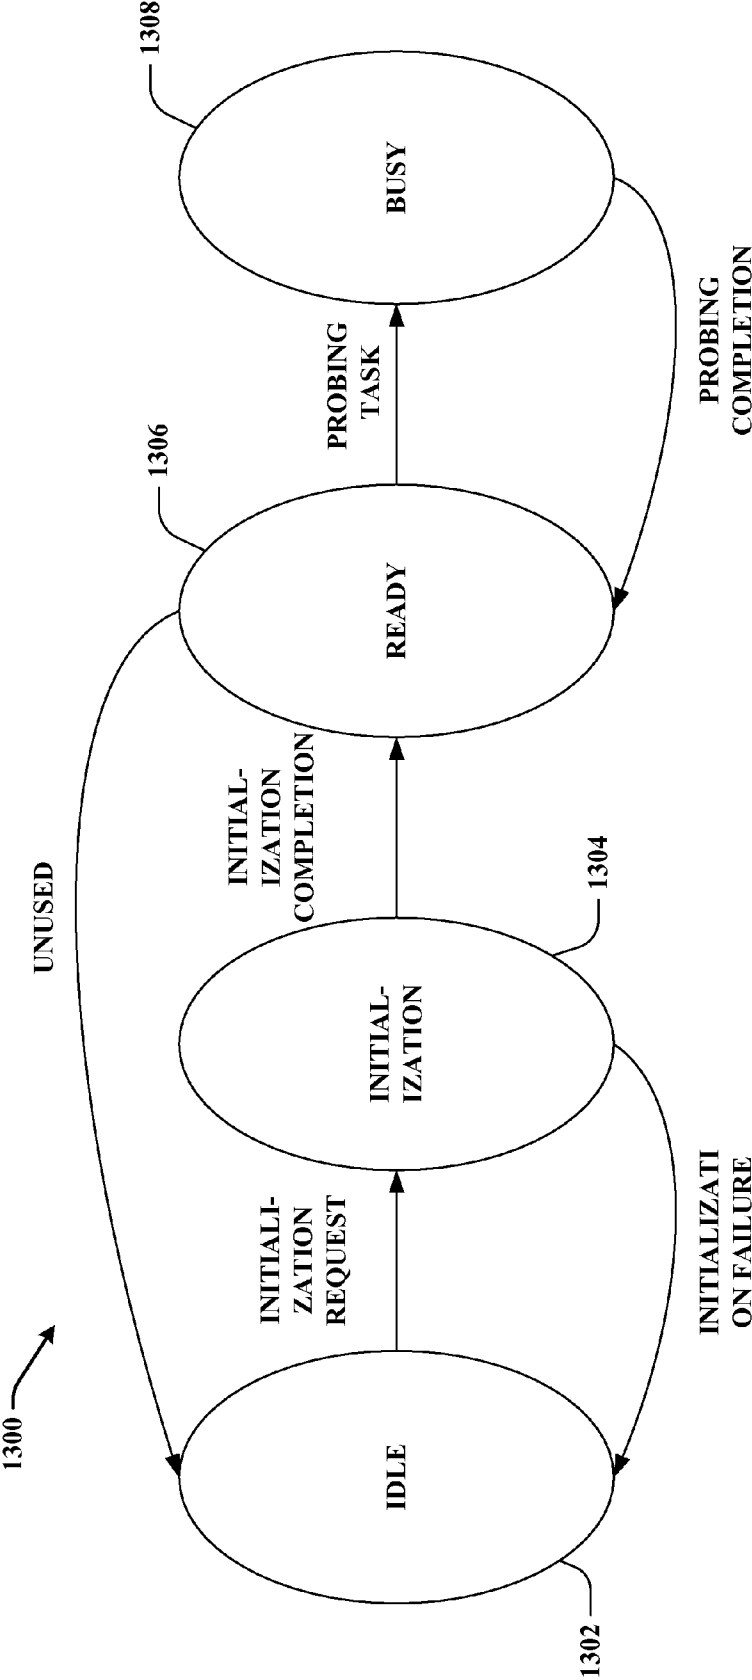 1300
UNUSED
1306
1308
INITIALI-
ZATION
REQUEST
INITIAL-
IZATION
COMPLETION
PROBING
TASK
IDLE
INITIAL-
IZATION
READY
BUSY
1302
1304
INITIALIZATI
ON FAILURE
PROBING
COMPLETION